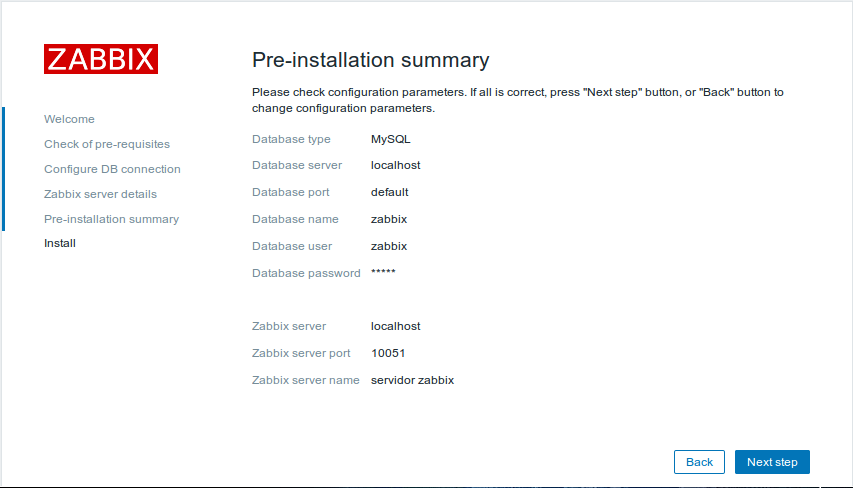 ZABBIX
Welcome
Check of pre-requisites
Configure DB connection
Zabbix server details
Pre-installation summary
Install
Pre-installation summary
Please check configuration parameters. If all is correct, press "Next step" button, or "Back" button to
change configuration parameters.
Database type MySQL
Database server localhost
Database port default
Database name zabbix
Database user zabbix
Database password *****
Zabbix server localhost
Zabbix server port 10051
Zabbix server name servidor zabbix
Back Next step